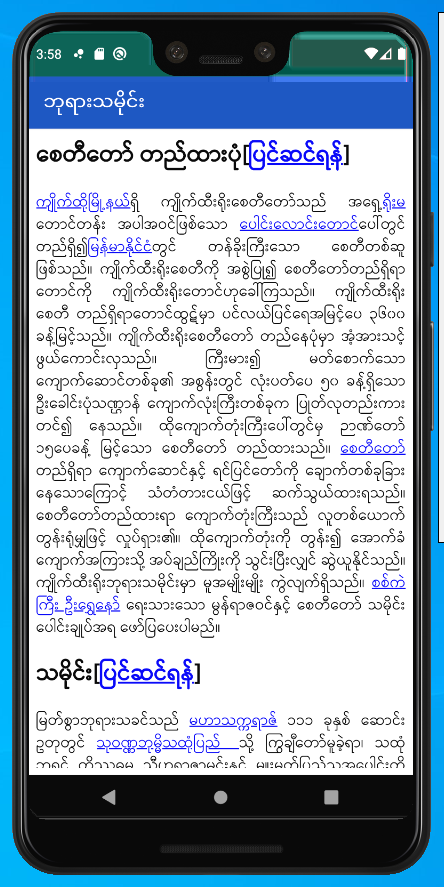 3:58
ဘုရားသမိုင်း
စေတီတော် တည်ထားပုံ[ပြင်ဆင်ရန်]
ကျိုက်ထိုမြို့နယ်ရှိ ကျိုက်ထီးရိုးစေတီတော်သည် အရှေ့ရိုးမ
တောင်တန်း အပါအဝင်ဖြစ်သော ပေါင်းလောင်းတောင်ပေါ်တွင်
တည်ရှိ၍မြန်မာနိုင်ငံတွင် တန်ခိုးကြီးသော စေတီတစ်ဆူ
ဖြစ်သည်။ ကျိုက်ထီးရိုးစေတီကို အစွဲပြု၍ စေတီတော်တည်ရှိရာ
တောင်ကို ကျိုက်ထီးရိုးတောင်ဟုခေါ်ကြသည်။ ကျိုက်ထီးရိုး
စေတီ တည်ရှိရာတောင်ထွဋ်မှာ ပင်လယ်ပြင်ရေအမြင့်ပေ ၃၆၀၀
ခန့်မြင့်သည်။ ကျိုက်ထီးရိုးစေတီတော် တည်နေပုံမှာ အံ့အားသင့်
ဖွယ်ကောင်းလှသည်။ ကြီးမား၍ မတ်စောက်သော
ကျောက်ဆောင်တစ်ခု၏ အစွန်းတွင် လုံးပတ်ပေ ၅၀ ခန့်ရှိသော
ဦးခေါင်းပုံသဏ္ဌာန် ကျောက်လုံးကြီးတစ်ခုက ပြုတ်လုတည်းကား
တင်၍ နေသည်။ ထိုကျောက်တုံးကြီးပေါ်တွင်မှ ဉာဏ်တော်
၁၅ပေခန့် မြင့်သော စေတီတော် တည်ထားသည်။ စေတီတော်
တည်ရှိရာ ကျောက်ဆောင်နှင့် ရင်ပြင်တော်ကို ချောက်တစ်ခုခြား
နေသောကြောင့် သံတံတားငယ်ဖြင့် ဆက်သွယ်ထားရသည်။
စေတီတော်တည်ထားရာ ကျောက်တုံးကြီးသည် လူတစ်ယောက်
တွန်းရုံမျှဖြင့် လှုပ်ရှား၏။ ထိုကျောက်တုံးကို တွန်း၍ အောက်ခံ
ကျောက်အကြားသို့ အပ်ချည်ကြိုးကို သွင်းပြီးလျှင် ဆွဲယူနိုင်သည်။
ကျိုက်ထီးရိုးဘုရားသမိုင်းမှာ မူအမျိုးမျိုး ကွဲလျက်ရှိသည်။ စစ်ကဲ
ကြီး ဦးရွှေနော် ရေးသားသော မွန်ရာဇဝင်နှင့် စေတီတော် သမိုင်း
ပေါင်းချုပ်အရ ဖော်ပြပေးပါမည်။
သမိုင်း[ပြင်ဆင်ရန်]
မြတ်စွာဘုရားသခင်သည် မဟာသက္ကရာဇ် ၁၁၁ ခုနှစ် ဆောင်း
ဥတုတွင် သုဝဏ္ဏဘုမ္မိသထုံပြည် သို့ ကြွချီတော်မူခဲ့ရာ၊ သထုံ